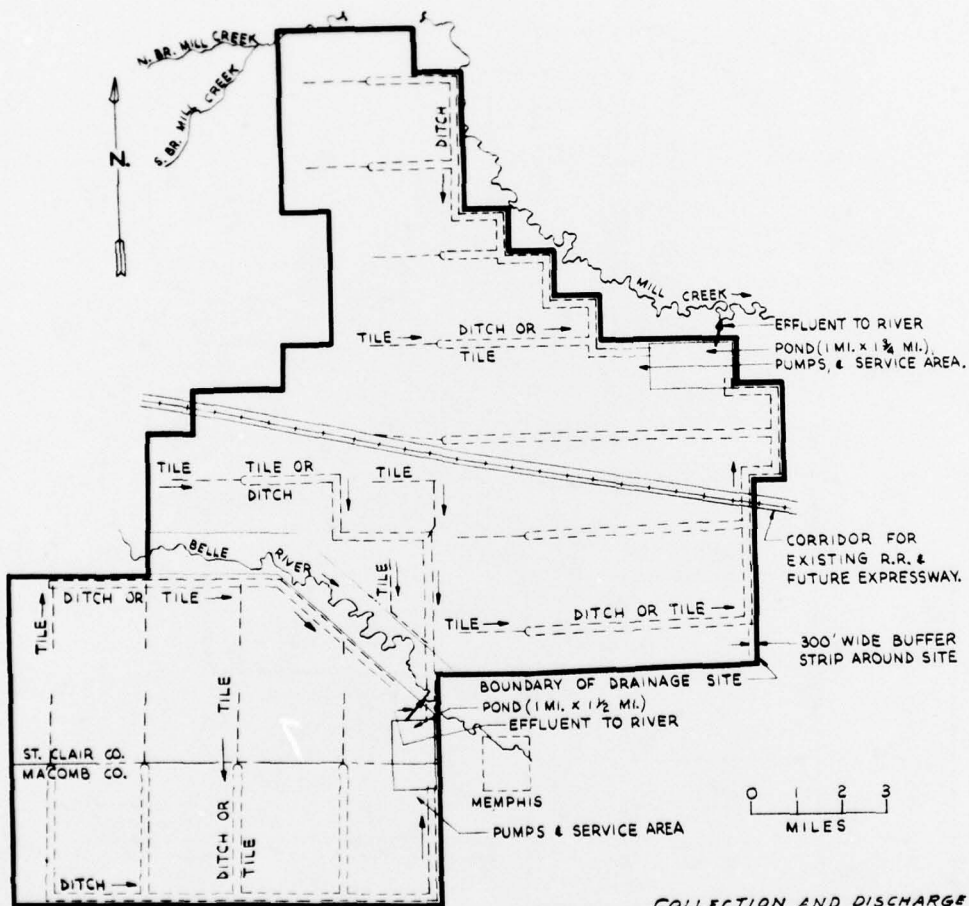 N. BR. MILL CREEK
S. BR. MILL CREEK
N.
DITCH
MILL CREEK
EFFLUENT TO RIVER
POND (1 MI. x 1 3/4 MI.),
PUMPS, & SERVICE AREA.
TILE
DITCH OR
TILE
TILE
TILE OR
DITCH
TILE
CORRIDOR FOR
EXISTING R.R. &
FUTURE EXPRESSWAY.
BELLE RIVER
TILE
DITCH OR TILE
TILE
TILE
DITCH OR TILE
300' WIDE BUFFER
STRIP AROUND SITE
BOUNDARY OF DRAINAGE SITE
POND (1 MI. x 1 1/2 MI.)
EFFLUENT TO RIVER
TILE
ST. CLAIR CO.
MACOMB CO.
MEMPHIS
0 1 2 3
MILES
DITCH OR
TILE
PUMPS & SERVICE AREA
DITCH
COLLECTION AND DISCHARGE